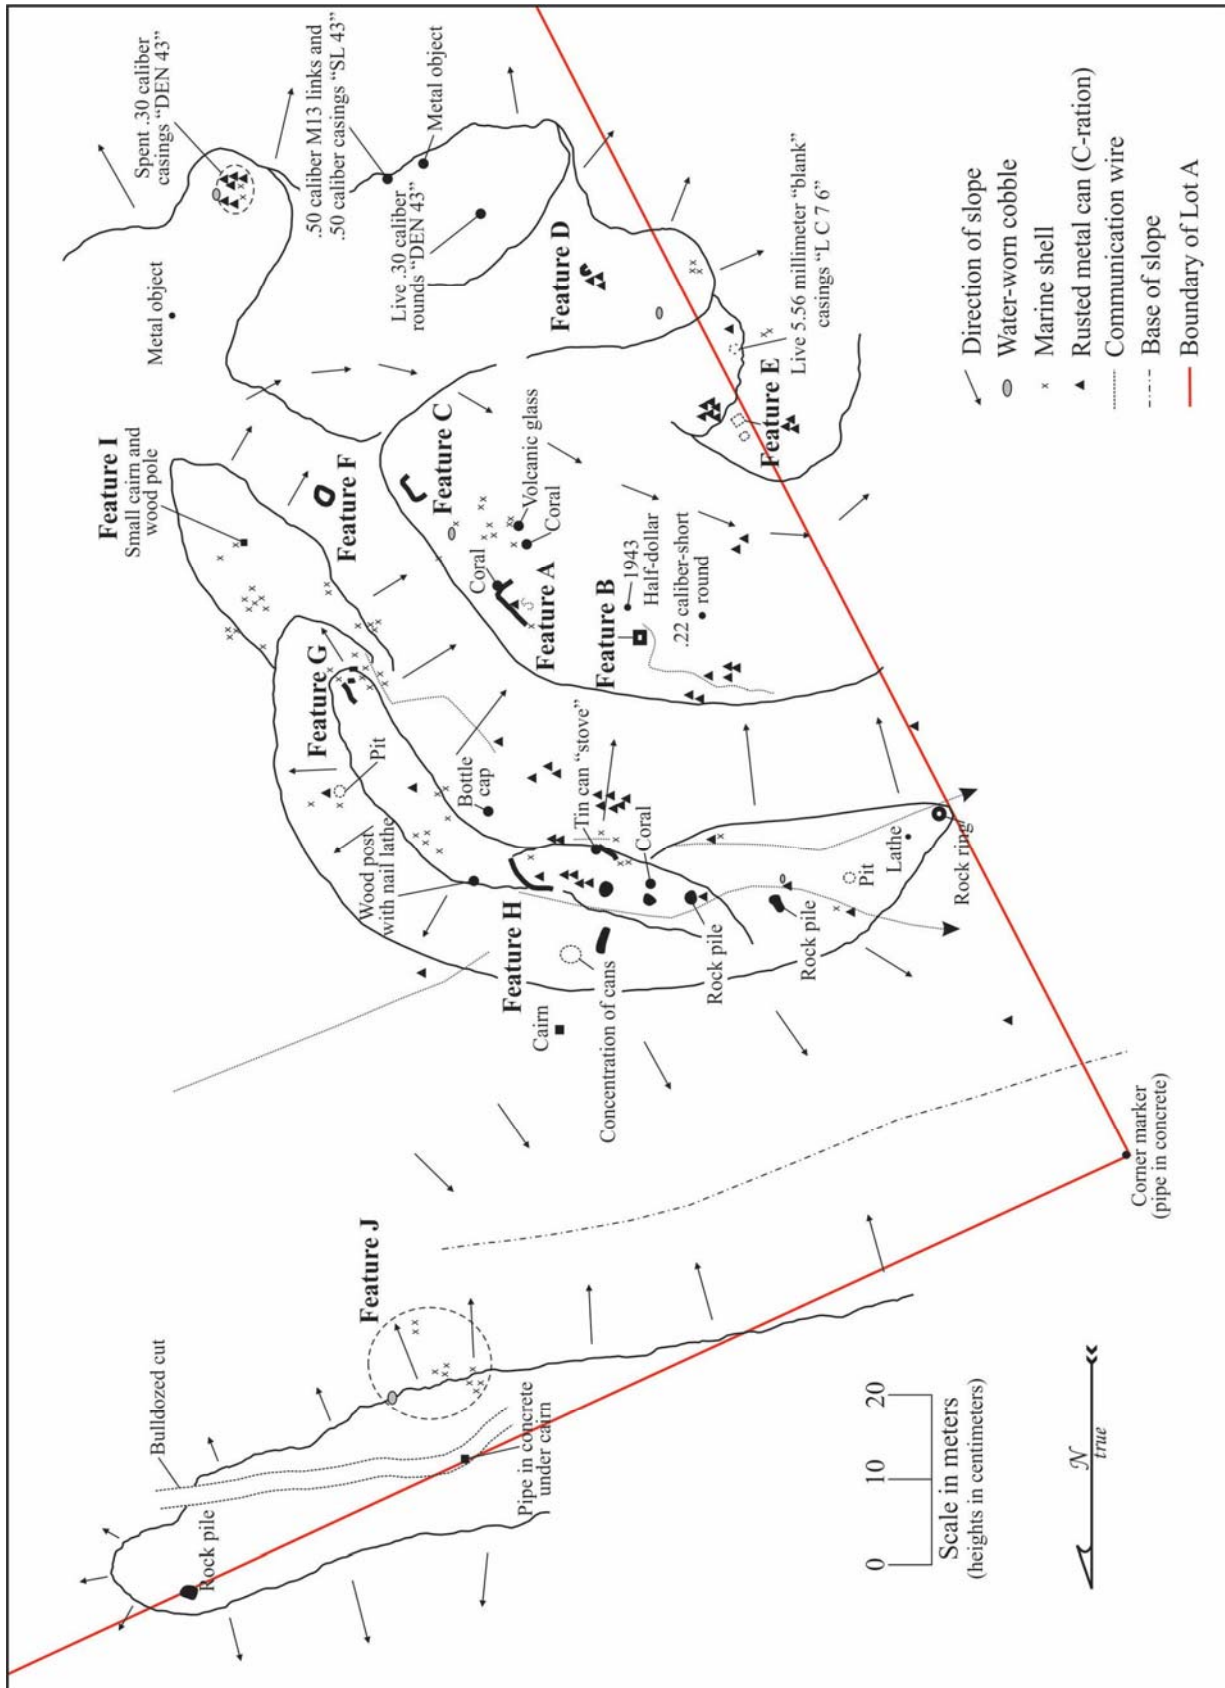 Spent .30 caliber
casings “DEN 43”
.50 caliber M13 links and
.50 caliber casings “SL 43”
Metal object
Metal object
Live .30 caliber
rounds “DEN 43”
Feature D
Live 5.56 millimeter “blank”
casings “L C 7 6”
Feature E
Feature I
Small cairn and
wood pole
Feature F
Feature C
Volcanic glass
Coral
Coral
Feature A
1943
Half-dollar
Feature B
.22 caliber-short
round
Feature G
Pit
Bottle
cap
Tin can “stove”
Wood post
with nail lathe
Coral
Feature H
Rock pile
Rock pile
Pit
Lathe
Rock ring
Concentration of cans
Cairn
Feature J
Bulldozed cut
Pipe in concrete
under cairn
Rock pile
Corner marker
(pipe in concrete)
Direction of slope
Water-worn cobble
x Marine shell
Rusted metal can (C-ration)
Communication wire
Base of slope
Boundary of Lot A
0 10 20
Scale in meters
(heights in centimeters)
N
true